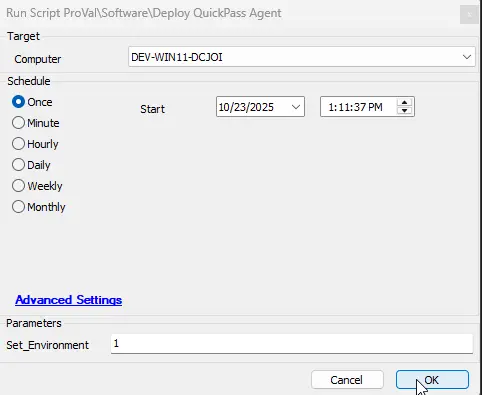 Run Script ProVal\Software\Deploy QuickPass Agent
Target
Computer DEV-WIN11-DCJOI
Schedule
Once Start 10/23/2025 1:11:37 PM
Minute
Hourly
Daily
Weekly
Monthly
Advanced Settings
Parameters
Set_Environment 1
Cancel OK